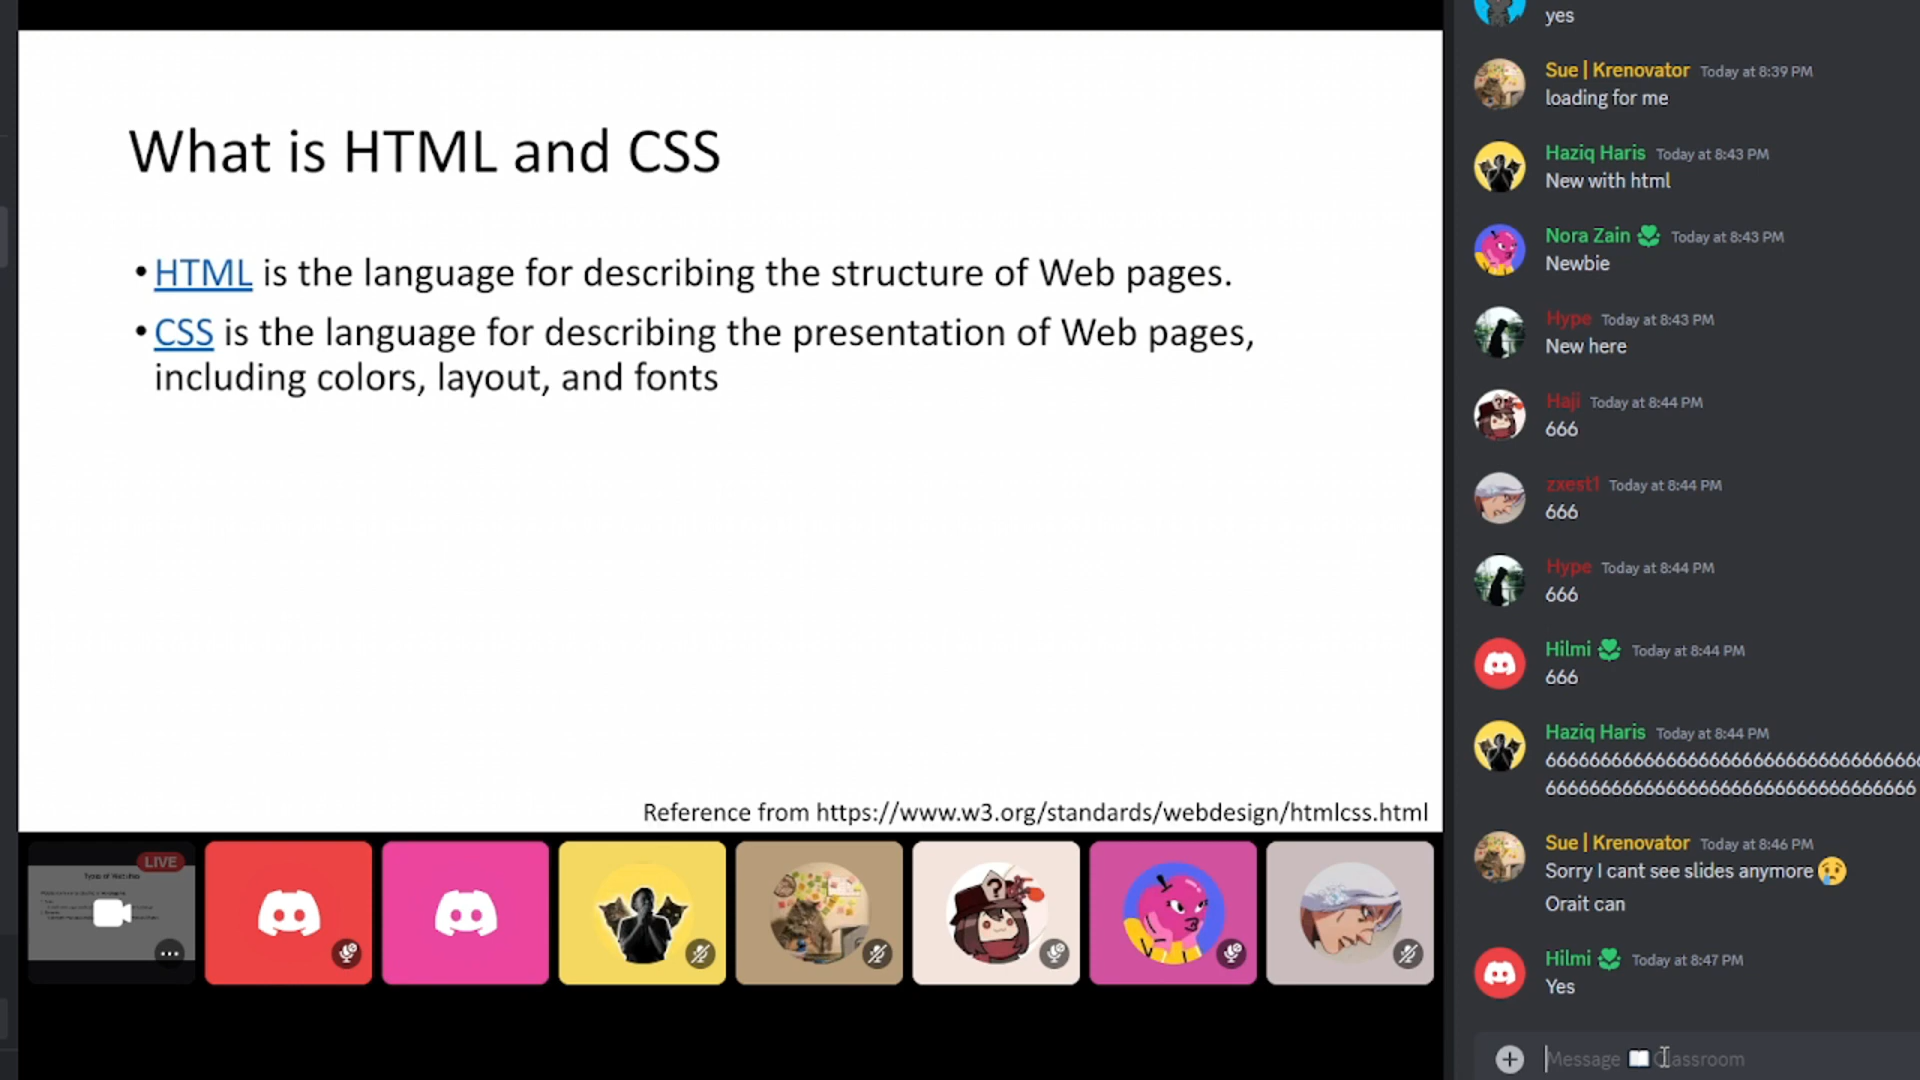 What is HTML and CSS
• HTML is the language for describing the structure of Web pages.
• CSS is the language for describing the presentation of Web pages,
including colors, layout, and fonts
Reference from https://www.w3.org/standards/webdesign/htmlcss.html
LIVE
Types of Websites
yes
Sue | Krenovator Today at 8:39 PM
loading for me
Haziq Haris Today at 8:43 PM
New with html
Nora Zain Today at 8:43 PM
Newbie
Hype Today at 8:43 PM
New here
Haji Today at 8:44 PM
666
zxest1 Today at 8:44 PM
666
Hype Today at 8:44 PM
666
Hilmi Today at 8:44 PM
666
Haziq Haris Today at 8:44 PM
6666666666666666666666666666666666
6666666666666666666666666666666666
Sue | Krenovator Today at 8:46 PM
Sorry I cant see slides anymore 😢
Orait can
Hilmi Today at 8:47 PM
Yes
Message 📖 Classroom